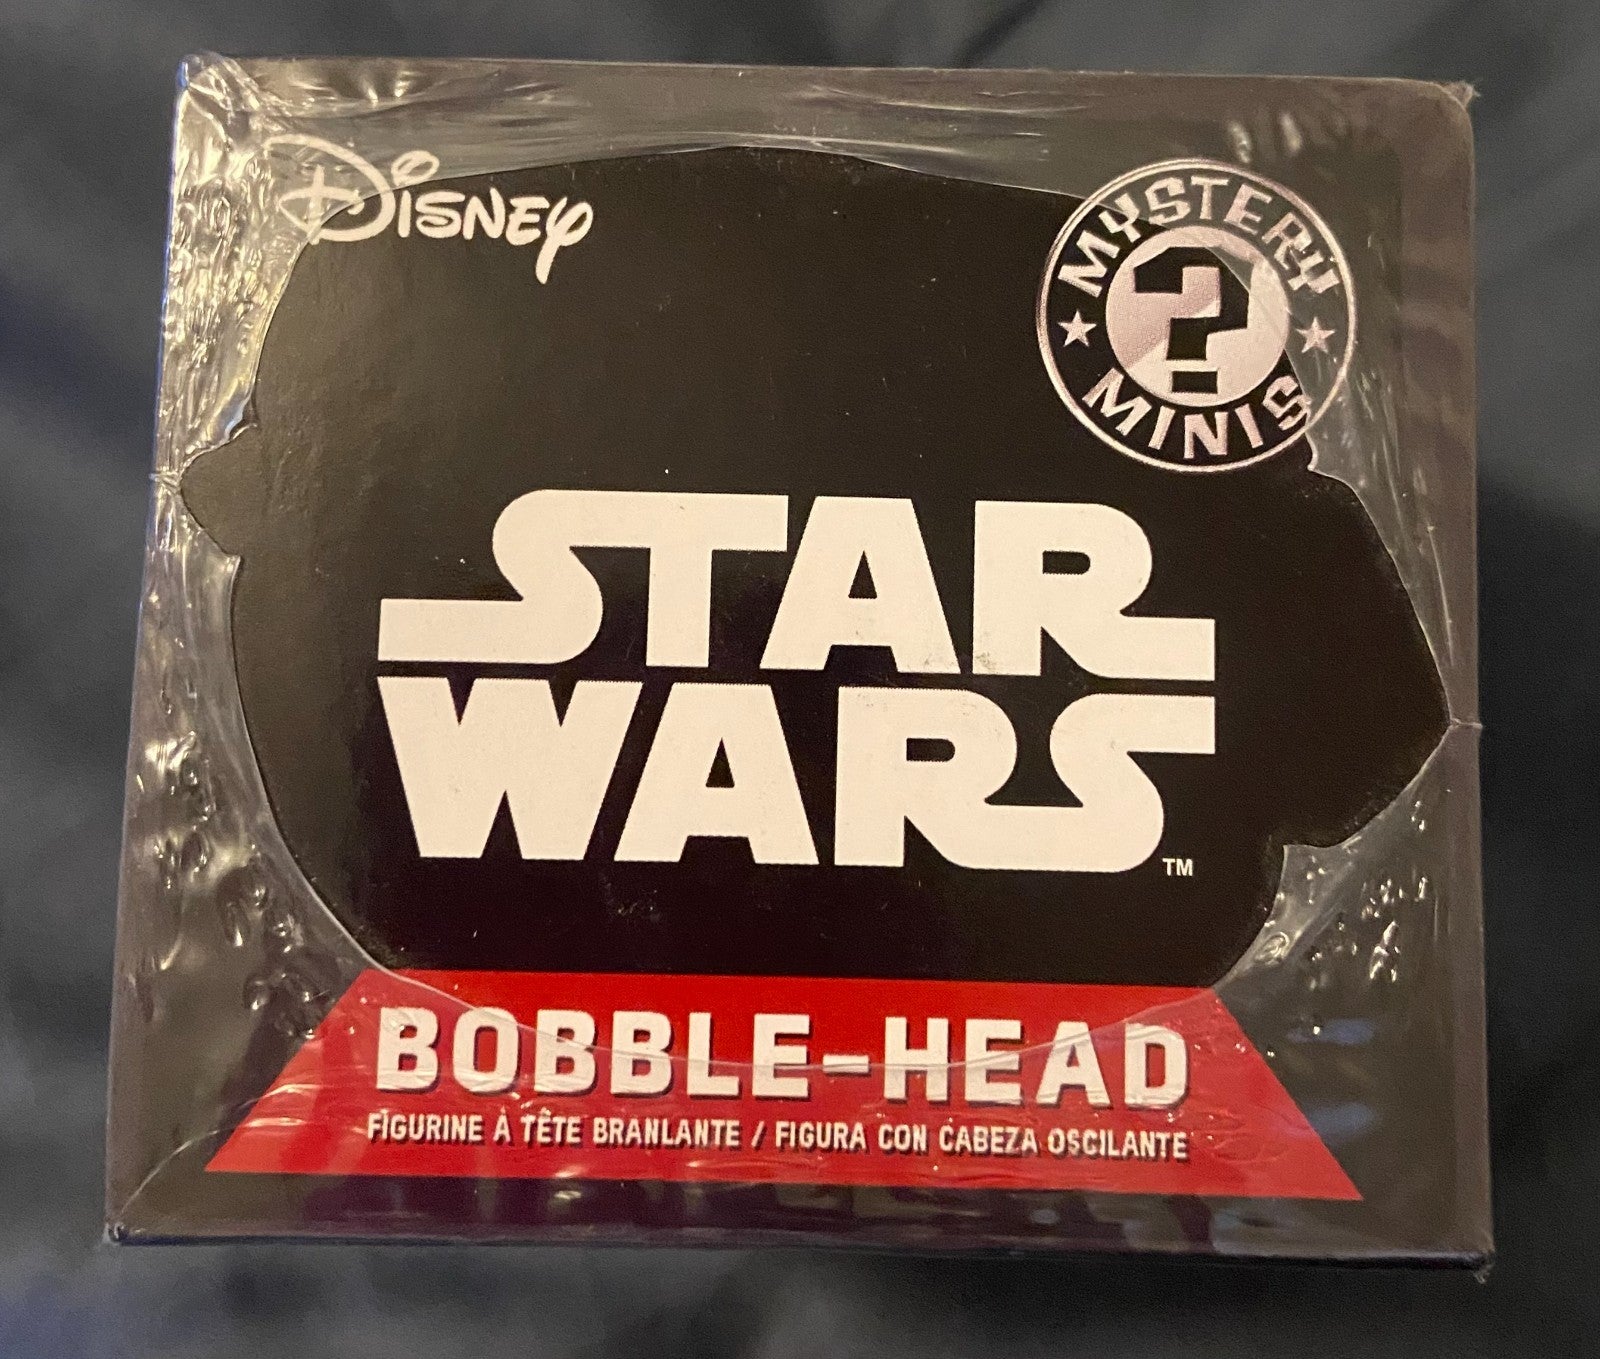 Disney
MYSTERY
?
MINIS
STAR
WARS
TM
BOBBLE-HEAD
FIGURINE À TÊTE BRANLANTE / FIGURA CON CABEZA OSCILANTE